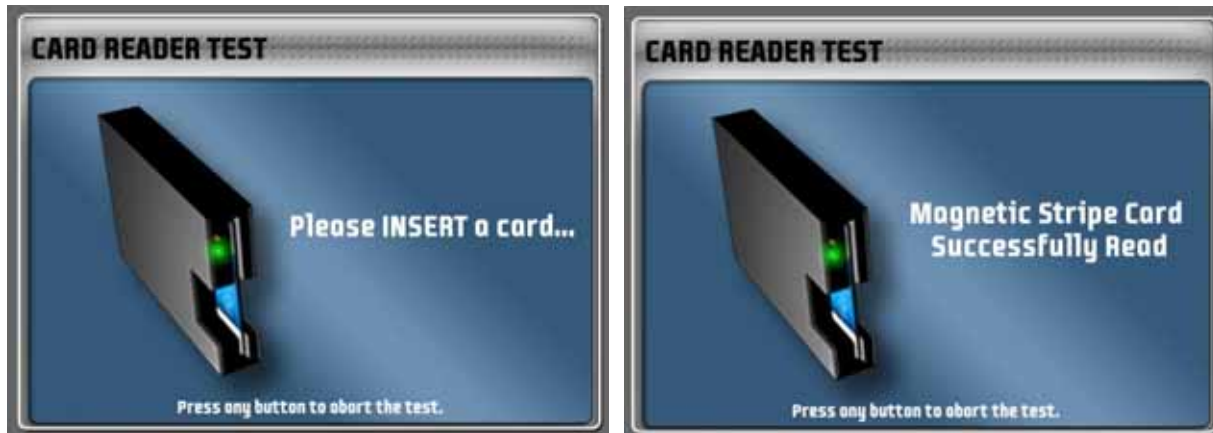 CARD READER TEST
Please INSERT a card...
Press any button to abort the test.
CARD READER TEST
Magnetic Stripe Card
Successfully Read
Press any button to abort the test.